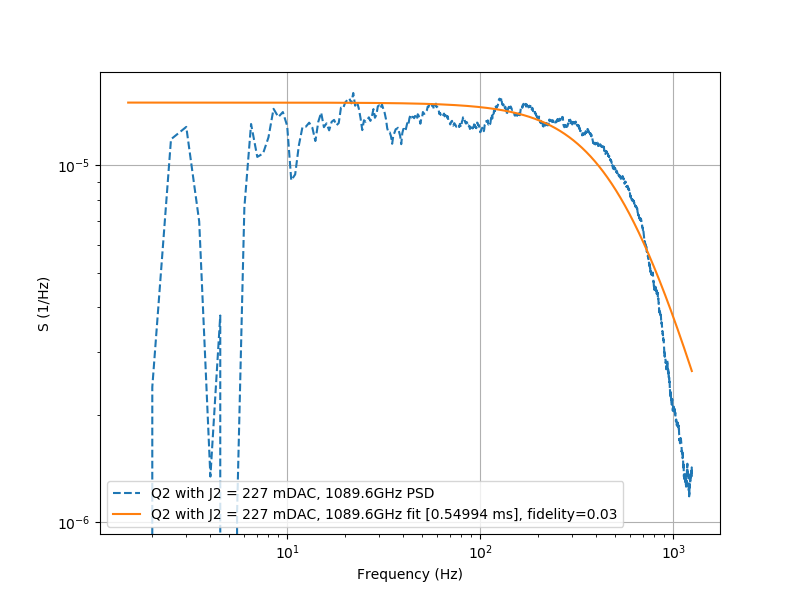 10⁻⁵
10⁻⁶
S (1/Hz)
Q2 with J2 = 227 mDAC, 1089.6GHz PSD
Q2 with J2 = 227 mDAC, 1089.6GHz fit [0.54994 ms], fidelity=0.03
10¹ 10² 10³
Frequency (Hz)